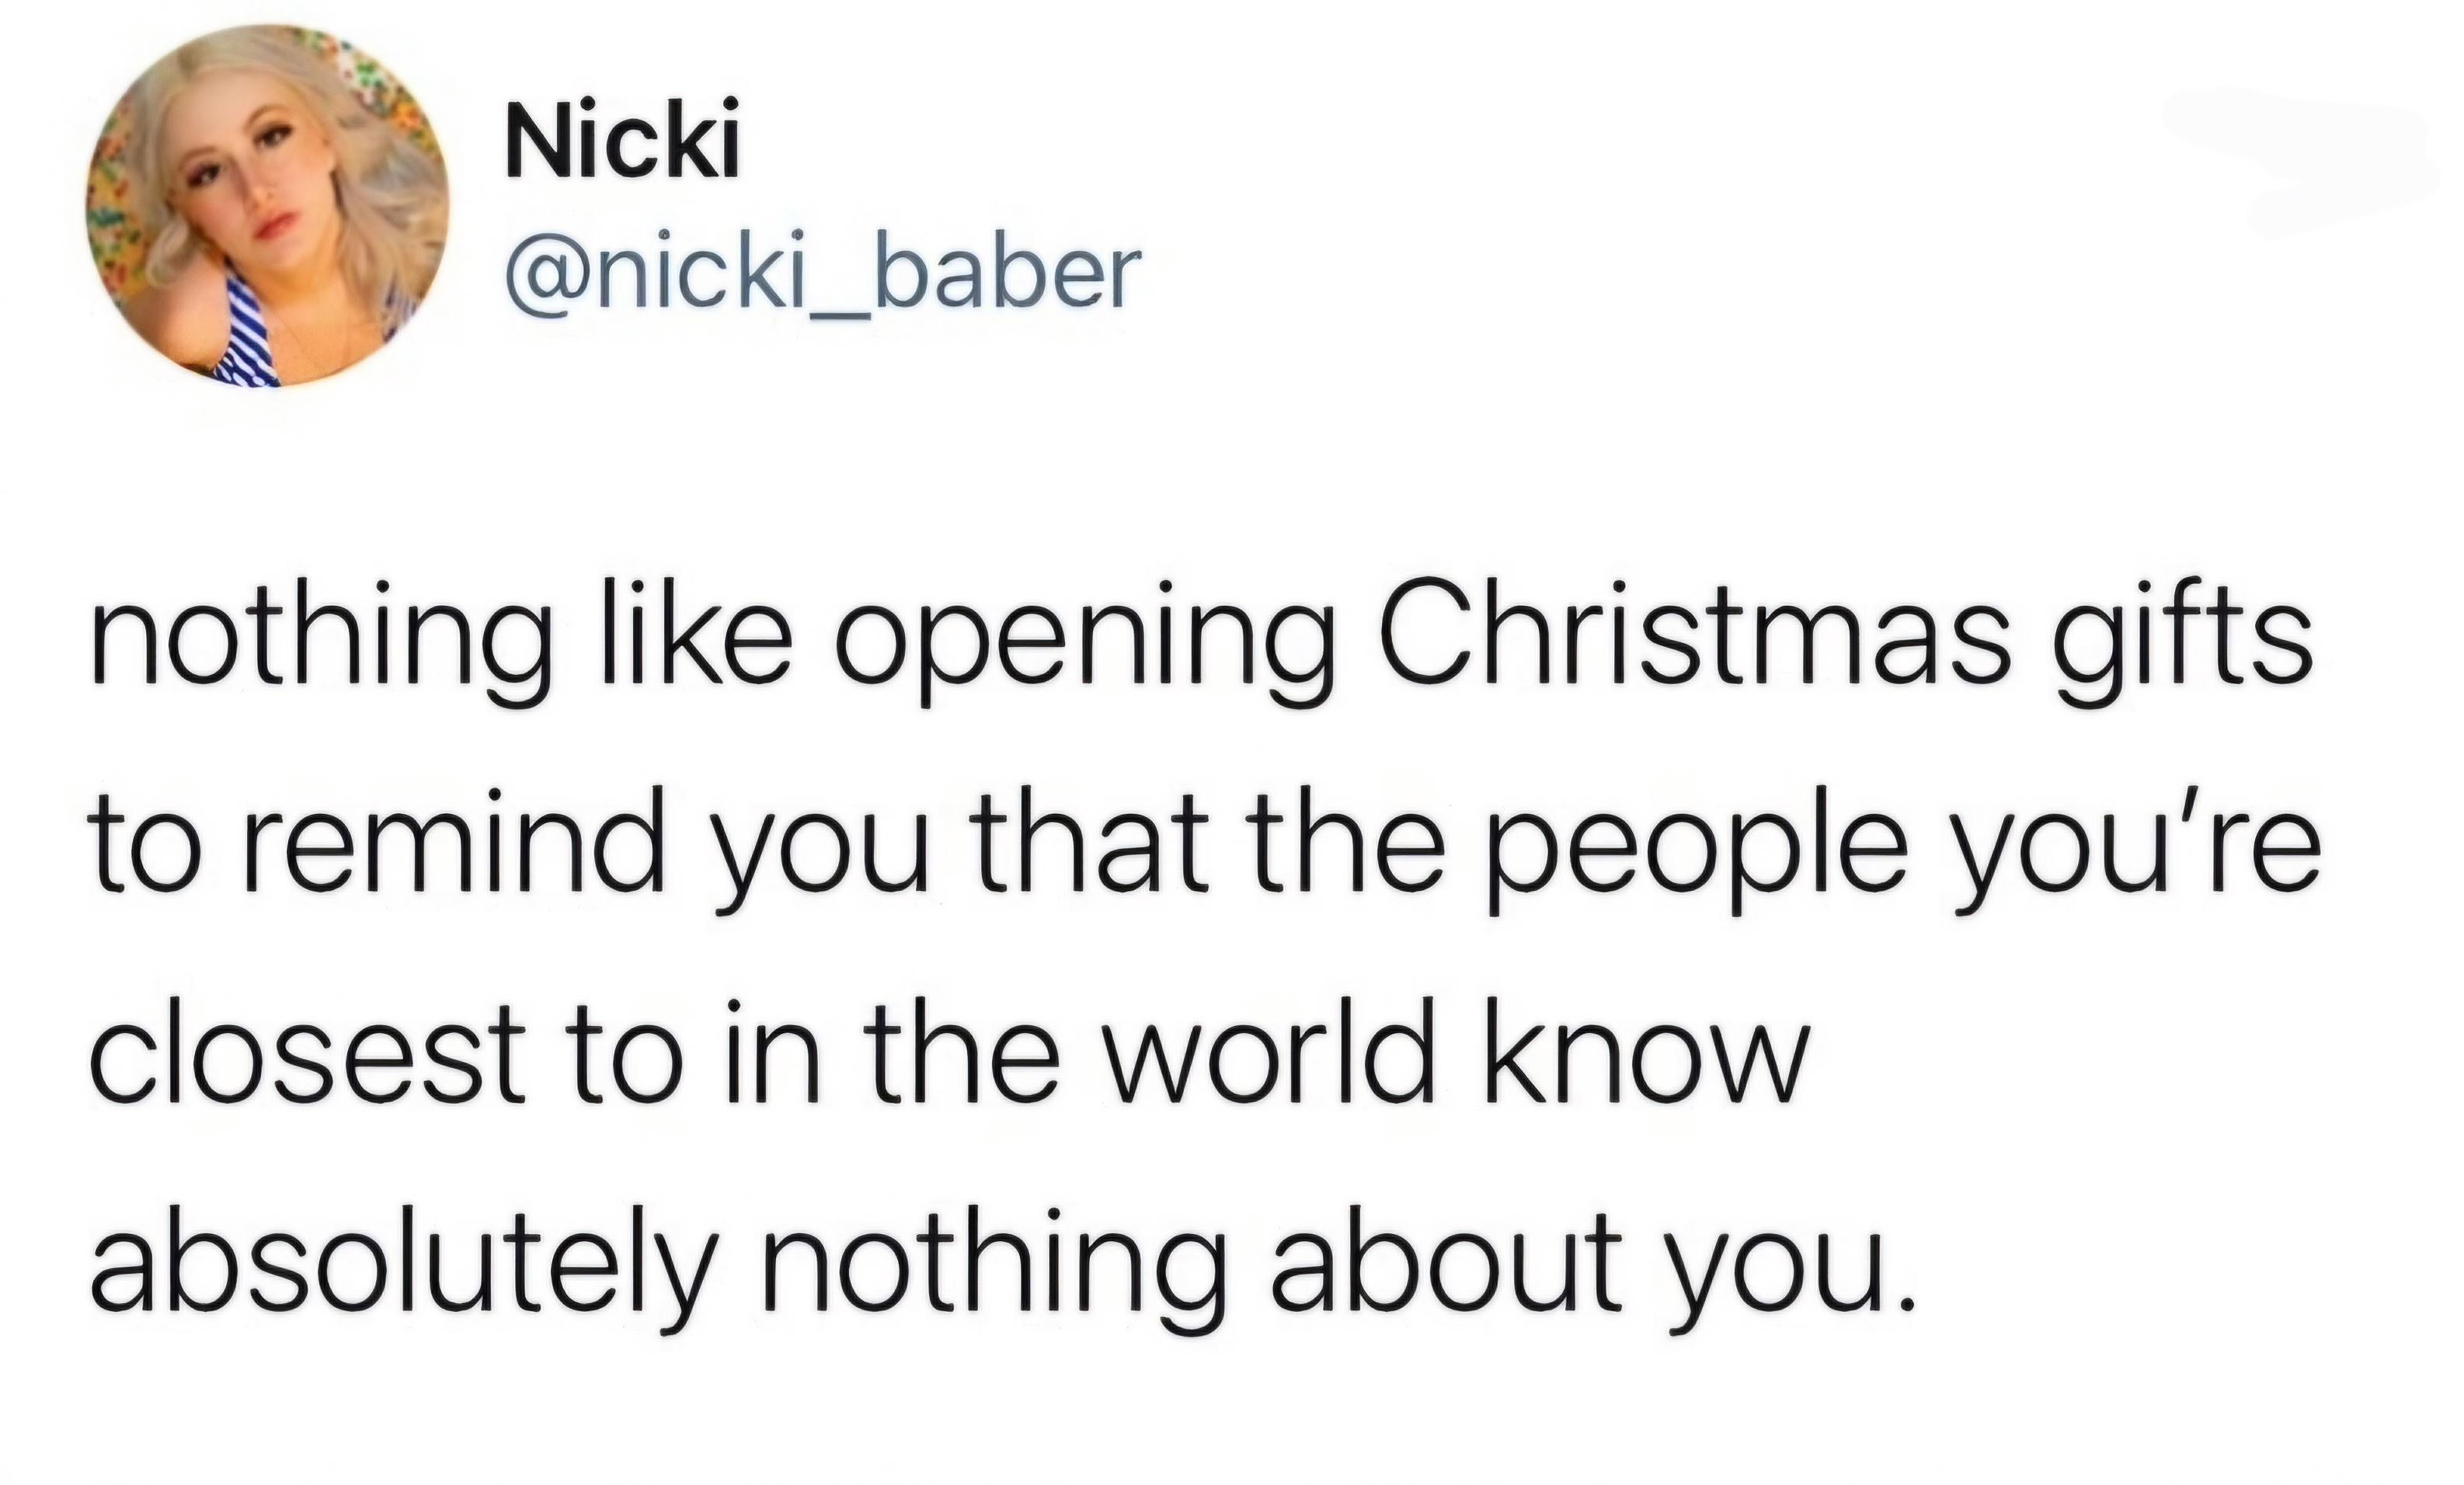 Nicki
@nicki_baber
nothing like opening Christmas gifts
to remind you that the people you're
closest to in the world know
absolutely nothing about you.